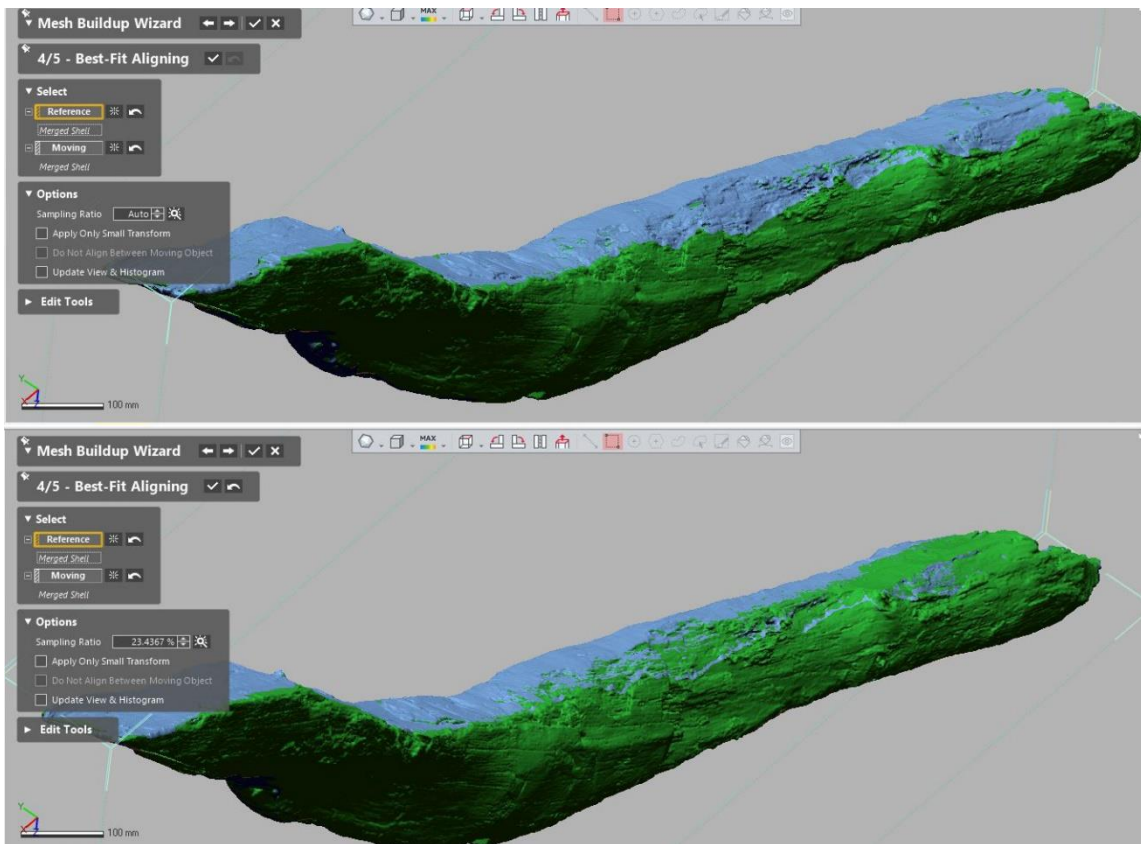 MAX
Mesh Buildup Wizard
4/5 - Best-Fit Aligning
Select
Reference
Merged Shell
Moving
Merged Shell
Options
Sampling Ratio Auto
Apply Only Small Transform
Do Not Align Between Moving Object
Update View & Histogram
Edit Tools
Y
X
Z
100 mm
MAX
Mesh Buildup Wizard
4/5 - Best-Fit Aligning
Select
Reference
Merged Shell
Moving
Merged Shell
Options
Sampling Ratio 23.4367 %
Apply Only Small Transform
Do Not Align Between Moving Object
Update View & Histogram
Edit Tools
Y
X
Z
100 mm